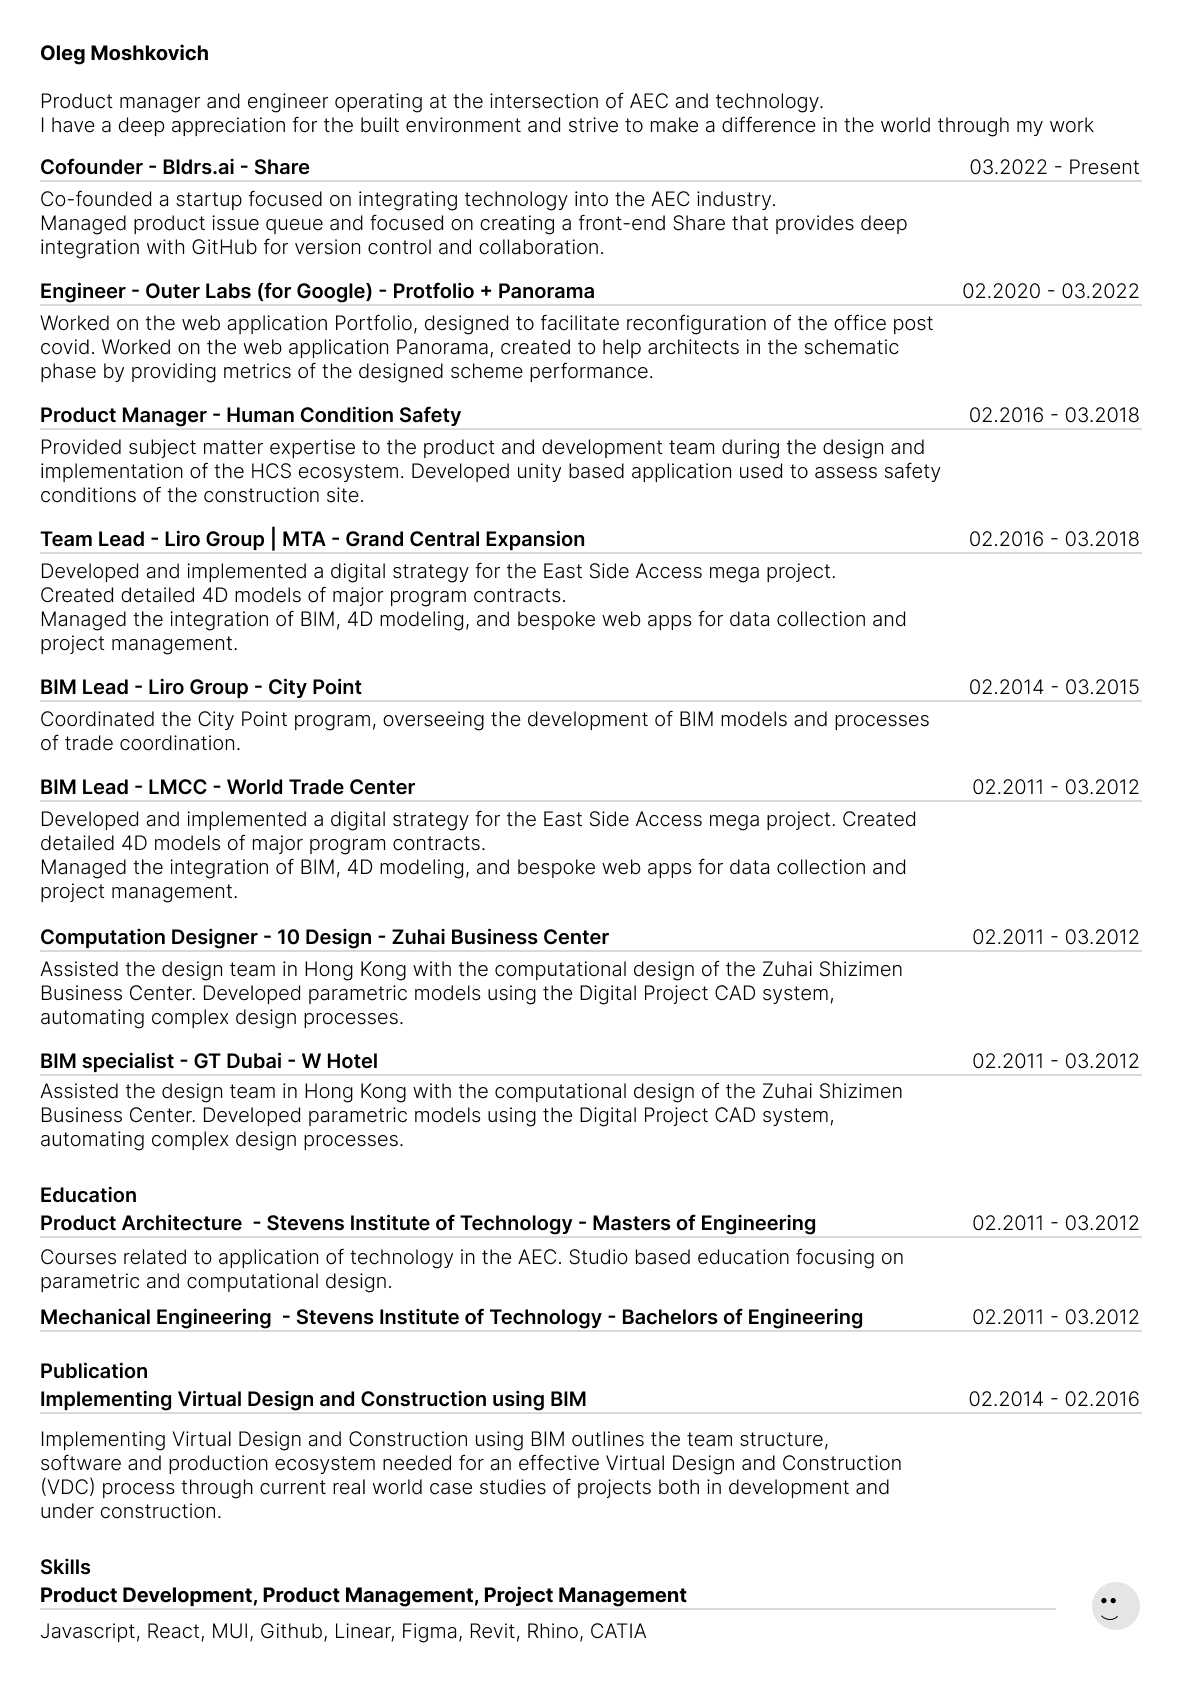 Oleg Moshkovich
Product manager and engineer operating at the intersection of AEC and technology.
I have a deep appreciation for the built environment and strive to make a difference in the world through my work
Cofounder - Bldrs.ai - Share 03.2022 - Present
Co-founded a startup focused on integrating technology into the AEC industry.
Managed product issue queue and focused on creating a front-end Share that provides deep
integration with GitHub for version control and collaboration.
Engineer - Outer Labs (for Google) - Protfolio + Panorama 02.2020 - 03.2022
Worked on the web application Portfolio, designed to facilitate reconfiguration of the office post
covid. Worked on the web application Panorama, created to help architects in the schematic
phase by providing metrics of the designed scheme performance.
Product Manager - Human Condition Safety 02.2016 - 03.2018
Provided subject matter expertise to the product and development team during the design and
implementation of the HCS ecosystem. Developed unity based application used to assess safety
conditions of the construction site.
Team Lead - Liro Group | MTA - Grand Central Expansion 02.2016 - 03.2018
Developed and implemented a digital strategy for the East Side Access mega project.
Created detailed 4D models of major program contracts.
Managed the integration of BIM, 4D modeling, and bespoke web apps for data collection and
project management.
BIM Lead - Liro Group - City Point 02.2014 - 03.2015
Coordinated the City Point program, overseeing the development of BIM models and processes
of trade coordination.
BIM Lead - LMCC - World Trade Center 02.2011 - 03.2012
Developed and implemented a digital strategy for the East Side Access mega project. Created
detailed 4D models of major program contracts.
Managed the integration of BIM, 4D modeling, and bespoke web apps for data collection and
project management.
Computation Designer - 10 Design - Zuhai Business Center 02.2011 - 03.2012
Assisted the design team in Hong Kong with the computational design of the Zuhai Shizimen
Business Center. Developed parametric models using the Digital Project CAD system,
automating complex design processes.
BIM specialist - GT Dubai - W Hotel 02.2011 - 03.2012
Assisted the design team in Hong Kong with the computational design of the Zuhai Shizimen
Business Center. Developed parametric models using the Digital Project CAD system,
automating complex design processes.
Education
Product Architecture - Stevens Institute of Technology - Masters of Engineering 02.2011 - 03.2012
Courses related to application of technology in the AEC. Studio based education focusing on
parametric and computational design.
Mechanical Engineering - Stevens Institute of Technology - Bachelors of Engineering 02.2011 - 03.2012
Publication
Implementing Virtual Design and Construction using BIM 02.2014 - 02.2016
Implementing Virtual Design and Construction using BIM outlines the team structure,
software and production ecosystem needed for an effective Virtual Design and Construction
(VDC) process through current real world case studies of projects both in development and
under construction.
Skills
Product Development, Product Management, Project Management
Javascript, React, MUI, Github, Linear, Figma, Revit, Rhino, CATIA